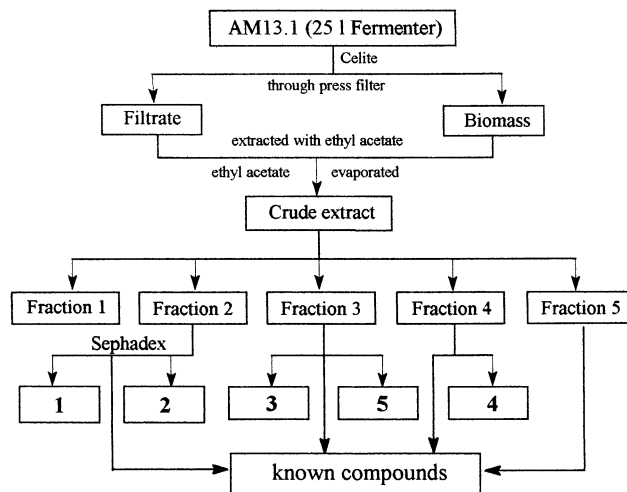 AM13.1 (25 l Fermenter)
Celite
through press filter
Filtrate
Biomass
extracted with ethyl acetate
ethyl acetate
evaporated
Crude extract
Fraction 1
Fraction 2
Fraction 3
Fraction 4
Fraction 5
Sephadex
1
2
3
5
4
known compounds